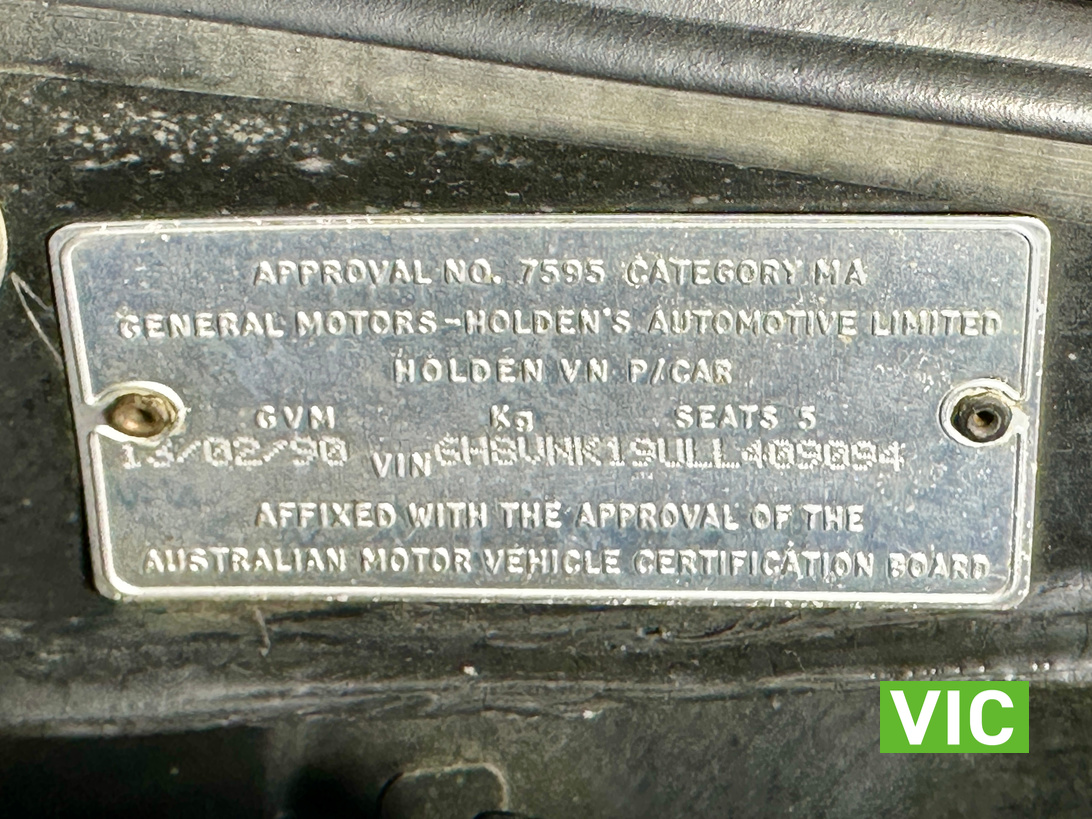 APPROVAL NO. 7595 CATEGORY MA
GENERAL MOTORS-HOLDEN'S AUTOMOTIVE LIMITED
HOLDEN VN P/CAR
GVM Kg SEATS 5
13/02/90 VIN 6H8VNK19ULL409094
AFFIXED WITH THE APPROVAL OF THE
AUSTRALIAN MOTOR VEHICLE CERTIFICATION BOARD
VIC